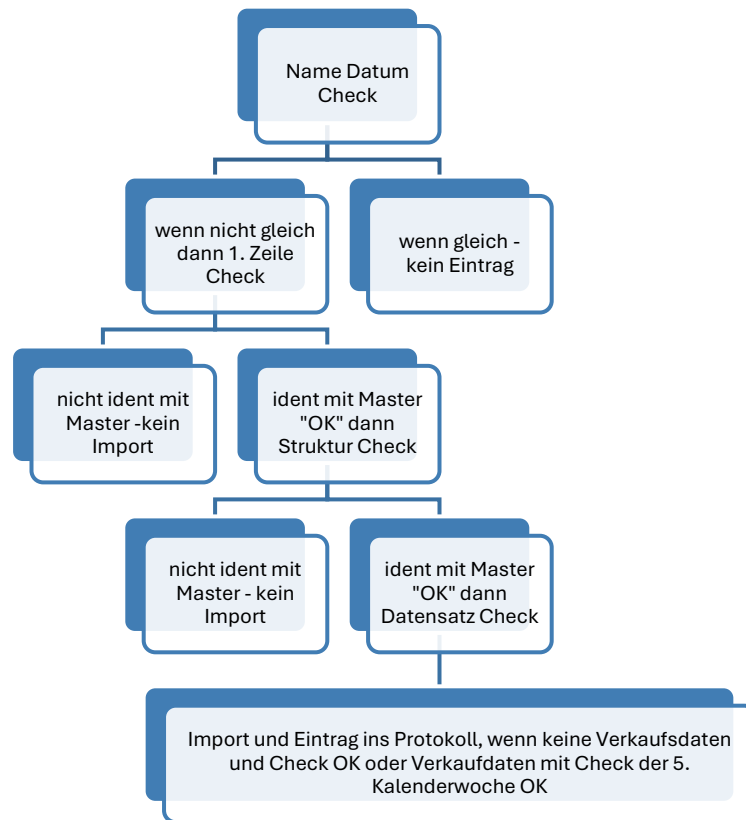 Name Datum
Check
wenn nicht gleich
dann 1. Zeile
Check
wenn gleich -
kein Eintrag
nicht ident mit
Master -kein
Import
ident mit Master
"OK" dann
Struktur Check
nicht ident mit
Master - kein
Import
ident mit Master
"OK" dann
Datensatz Check
Import und Eintrag ins Protokoll, wenn keine Verkaufsdaten
und Check OK oder Verkaufdaten mit Check der 5.
Kalenderwoche OK